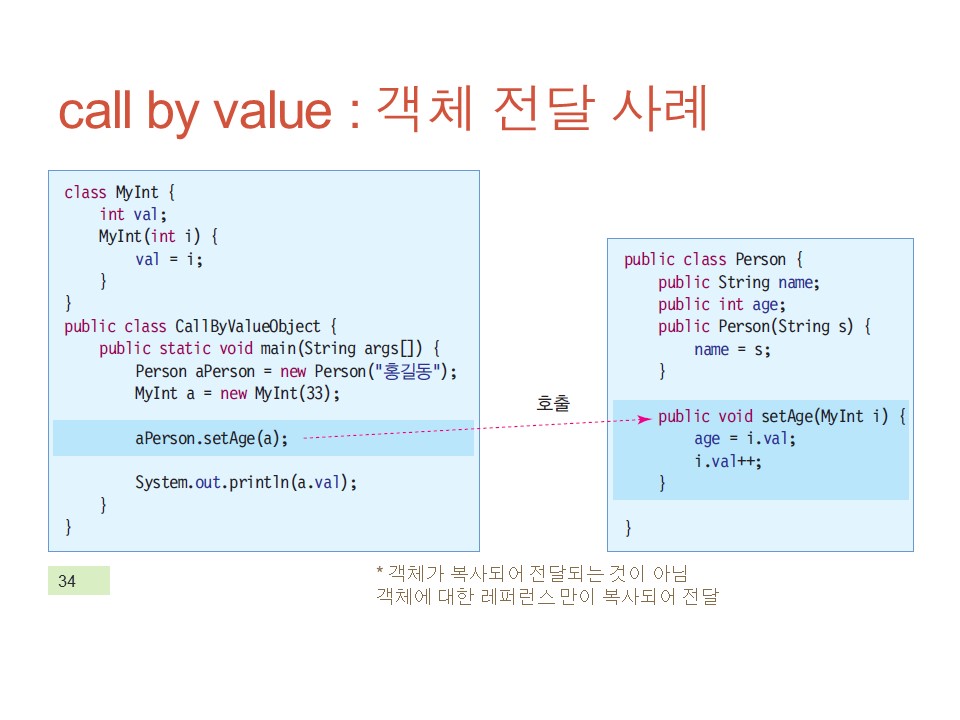 call by value : 객체 전달 사례
class MyInt {
int val;
MyInt(int i) {
val = i;
}
}
public class CallByValueObject {
public static void main(String args[]) {
Person aPerson = new Person("홍길동");
MyInt a = new MyInt(33);
aPerson.setAge(a);
System.out.println(a.val);
}
}
호출
public class Person {
public String name;
public int age;
public Person(String s) {
name = s;
}
public void setAge(MyInt i) {
age = i.val;
i.val++;
}
}
34
* 객체가 복사되어 전달되는 것이 아님
객체에 대한 레퍼런스 만이 복사되어 전달